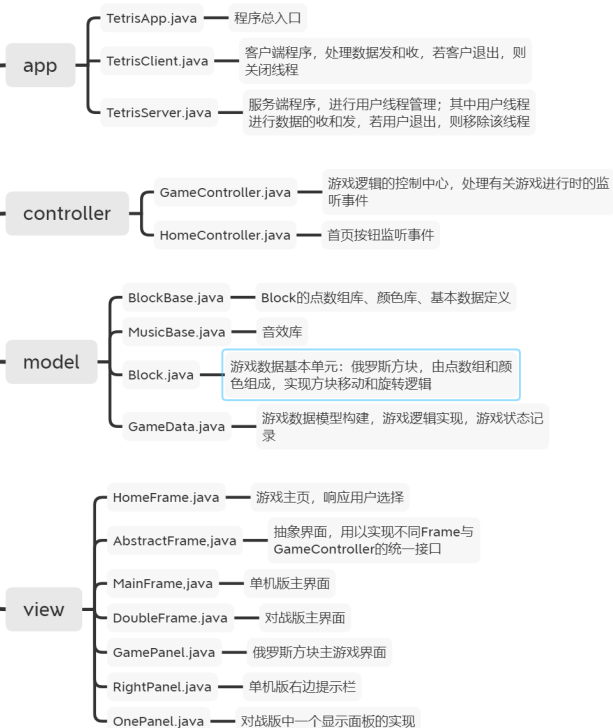 app
TetrisApp.java
程序总入口
TetrisClient.java
客户端程序，处理数据发和收，若客户退出，则
关闭线程
TetrisServer.java
服务端程序，进行用户线程管理；其中用户线程
进行数据的收和发，若用户退出，则移除该线程
controller
GameController.java
游戏逻辑的控制中心，处理有关游戏进行时的监
听事件
HomeController.java
首页按钮监听事件
model
BlockBase.java
Block的点数组库、颜色库、基本数据定义
MusicBase.java
音效库
Block.java
游戏数据基本单元：俄罗斯方块，由点数组和颜
色组成，实现方块移动和旋转逻辑
GameData.java
游戏数据模型构建，游戏逻辑实现，游戏状态记
录
view
HomeFrame.java
游戏主页，响应用户选择
AbstractFrame,java
抽象界面，用以实现不同Frame与
GameController的统一接口
MainFrame,java
单机版主界面
DoubleFrame.java
对战版主界面
GamePanel.java
俄罗斯方块主游戏界面
RightPanel.java
单机版右边提示栏
OnePanel.java
对战版中一个显示面板的实现